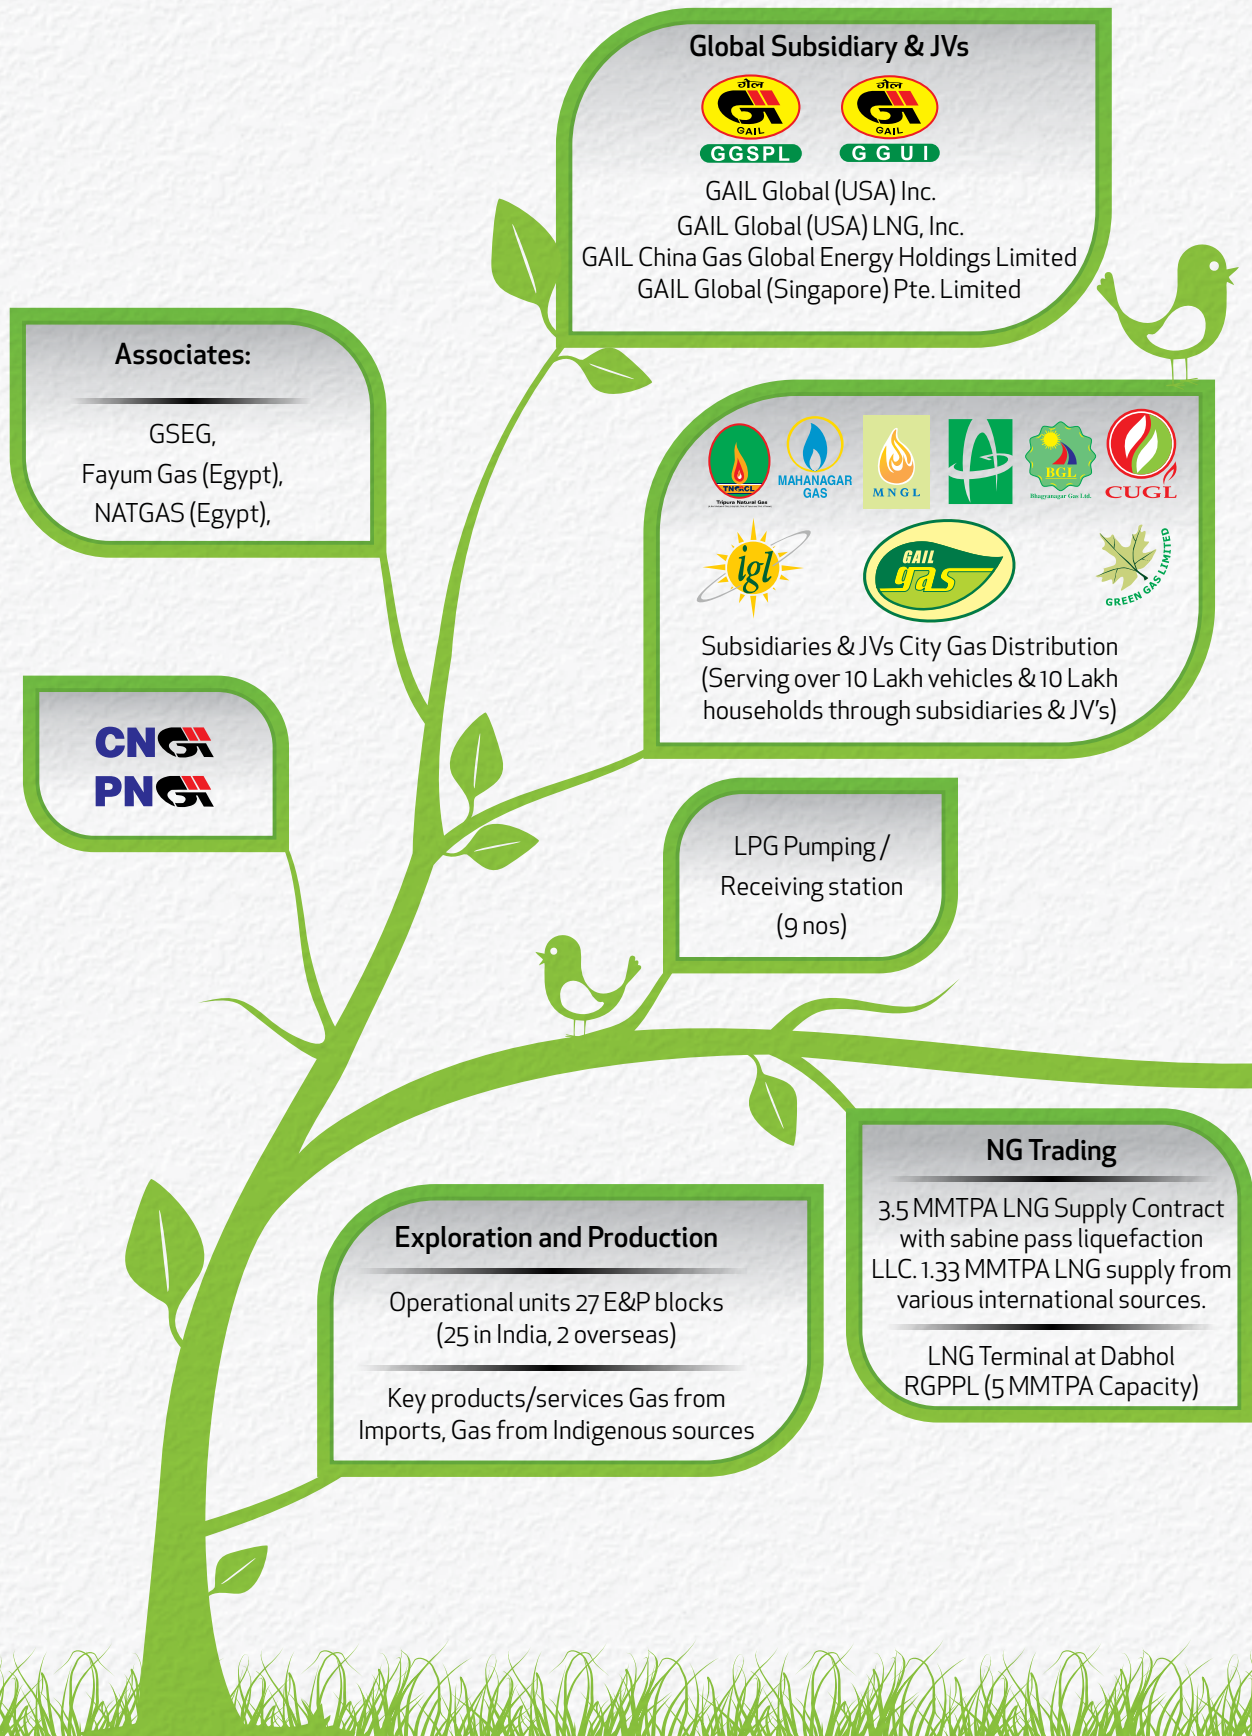 Global Subsidiary & JVs
गेल
GAIL
GGSPL
गेल
GAIL
GGUI
GAIL Global (USA) Inc.
GAIL Global (USA) LNG, Inc.
GAIL China Gas Global Energy Holdings Limited
GAIL Global (Singapore) Pte. Limited
Associates:
GSEG,
Fayum Gas (Egypt),
NATGAS (Egypt),
Tripura Natural Gas
MAHANAGAR
GAS
MNGL
BGL
Bhagyanagar Gas Ltd.
CUGL
igl
GAIL
gas
GREEN GAS LIMITED
Subsidiaries & JVs City Gas Distribution
(Serving over 10 Lakh vehicles & 10 Lakh
households through subsidiaries & JV's)
CNG
PNG
LPG Pumping /
Receiving station
(9 nos)
NG Trading
3.5 MMTPA LNG Supply Contract
with sabine pass liquefaction
LLC. 1.33 MMTPA LNG supply from
various international sources.
LNG Terminal at Dabhol
RGPPL (5 MMTPA Capacity)
Exploration and Production
Operational units 27 E&P blocks
(25 in India, 2 overseas)
Key products/services Gas from
Imports, Gas from Indigenous sources